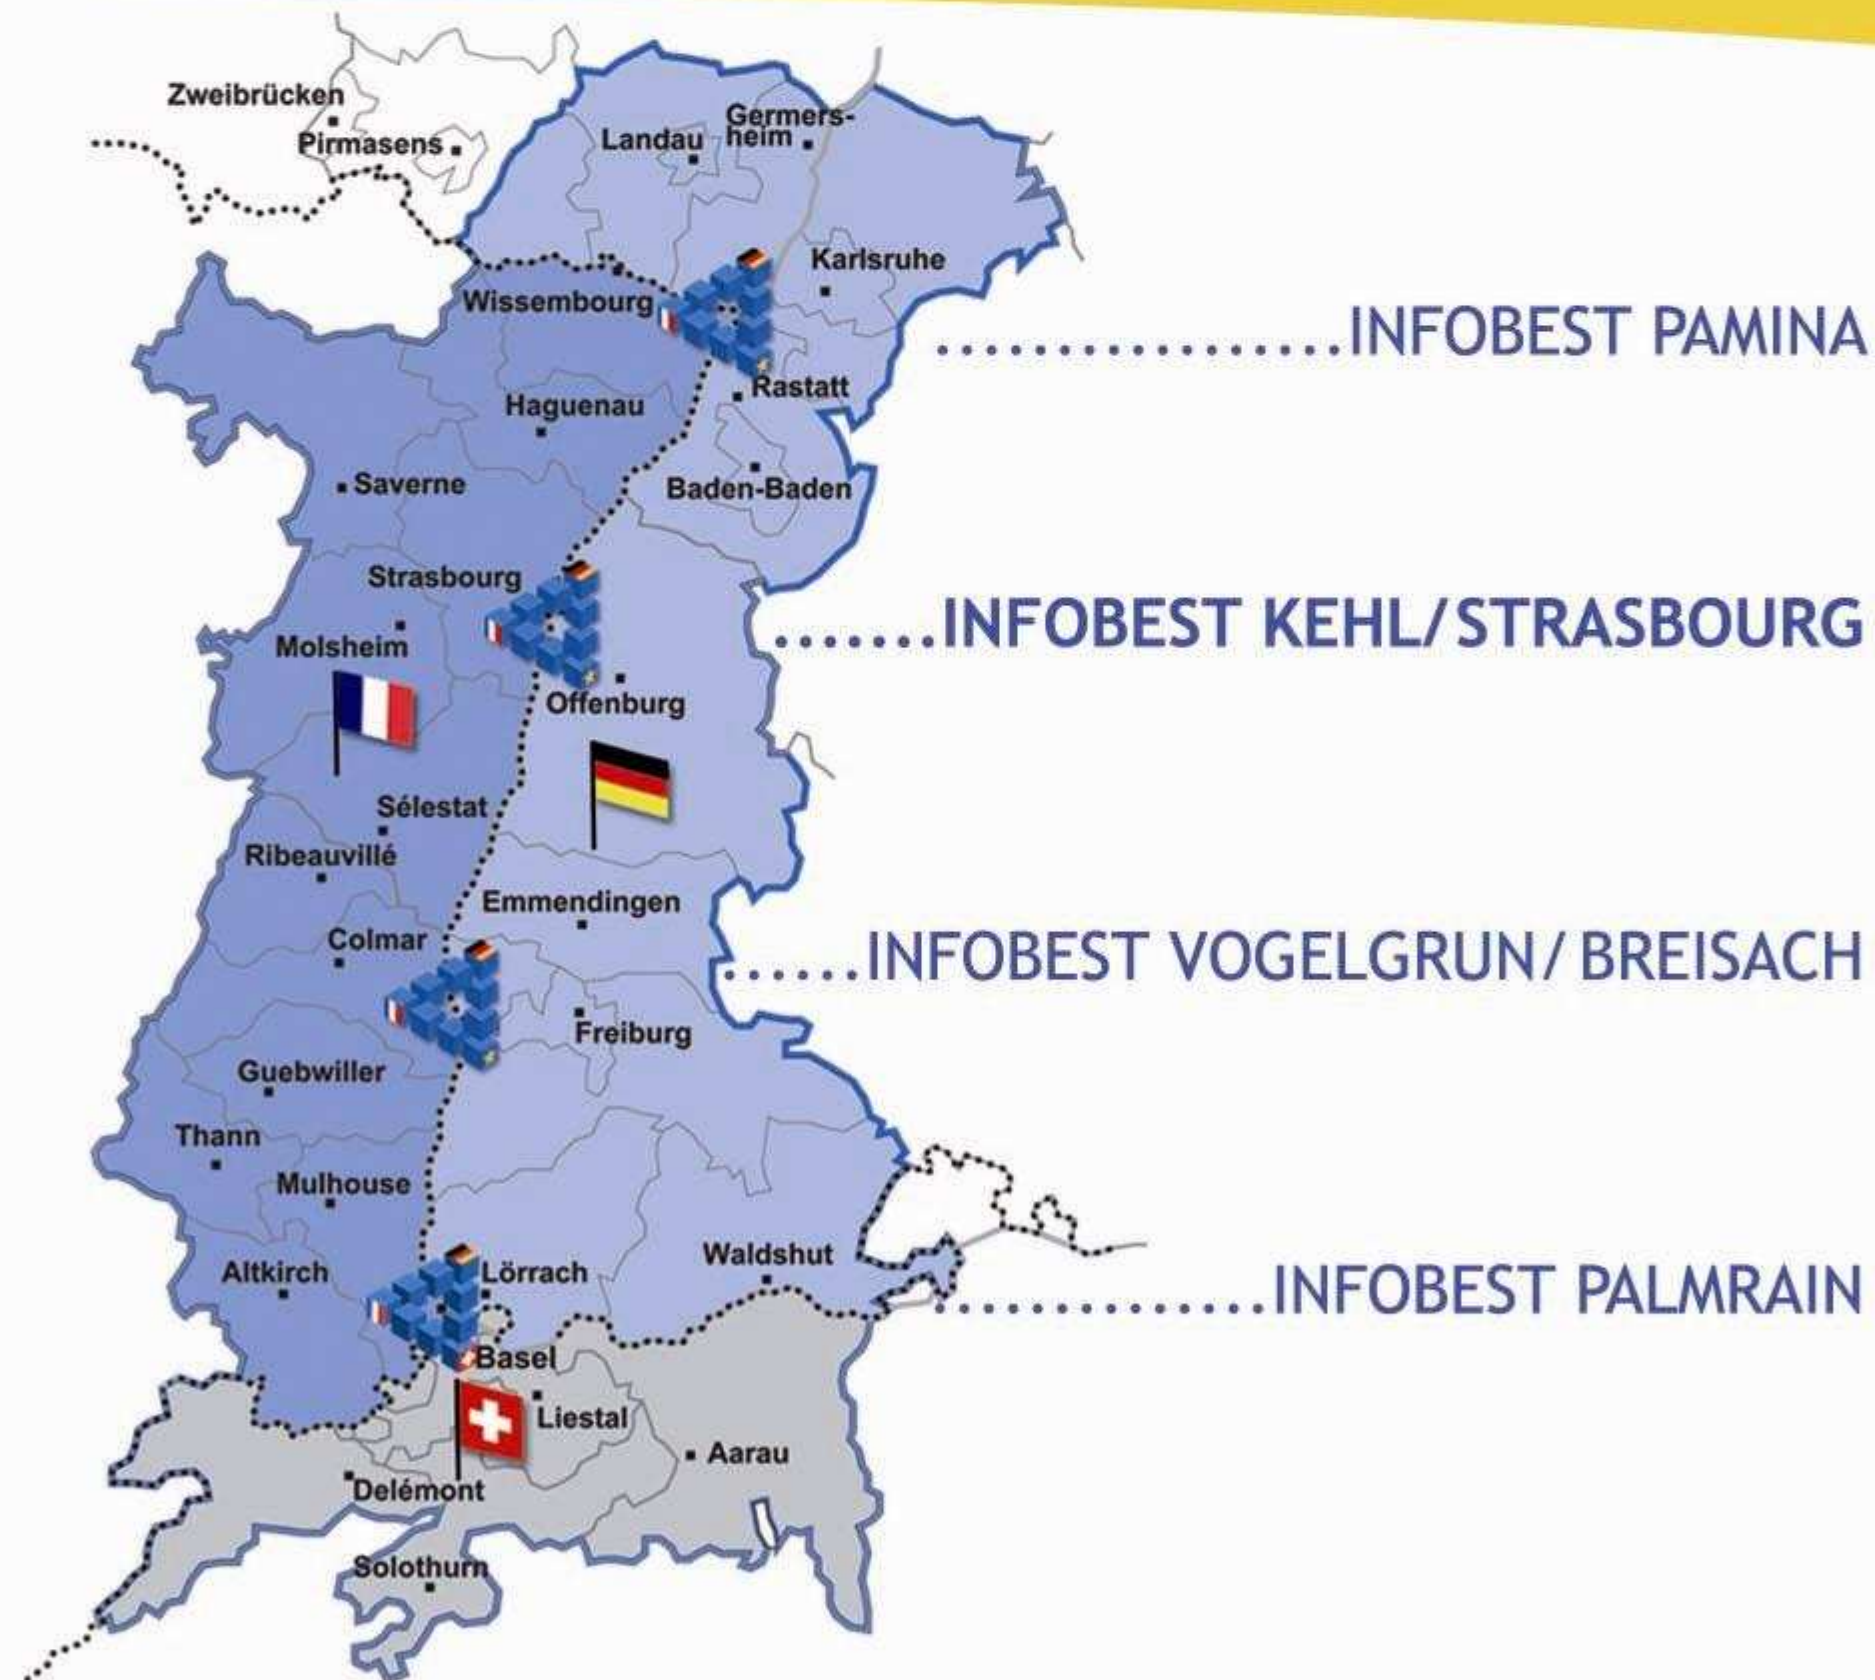 Zweibrücken
Pirmasens
Landau
Germers-
heim
Karlsruhe
Wissembourg
INFOBEST PAMINA
Rastatt
Haguenau
Saverne
Baden-Baden
Strasbourg
INFOBEST KEHL/STRASBOURG
Molsheim
Offenburg
Sélestat
Ribeauvillé
Emmendingen
Colmar
INFOBEST VOGELGRUN/BREISACH
Freiburg
Guebwiller
Thann
Mulhouse
Waldshut
Altkirch
Lörrach
INFOBEST PALMRAIN
Basel
Liestal
Aarau
Delémont
Solothurn